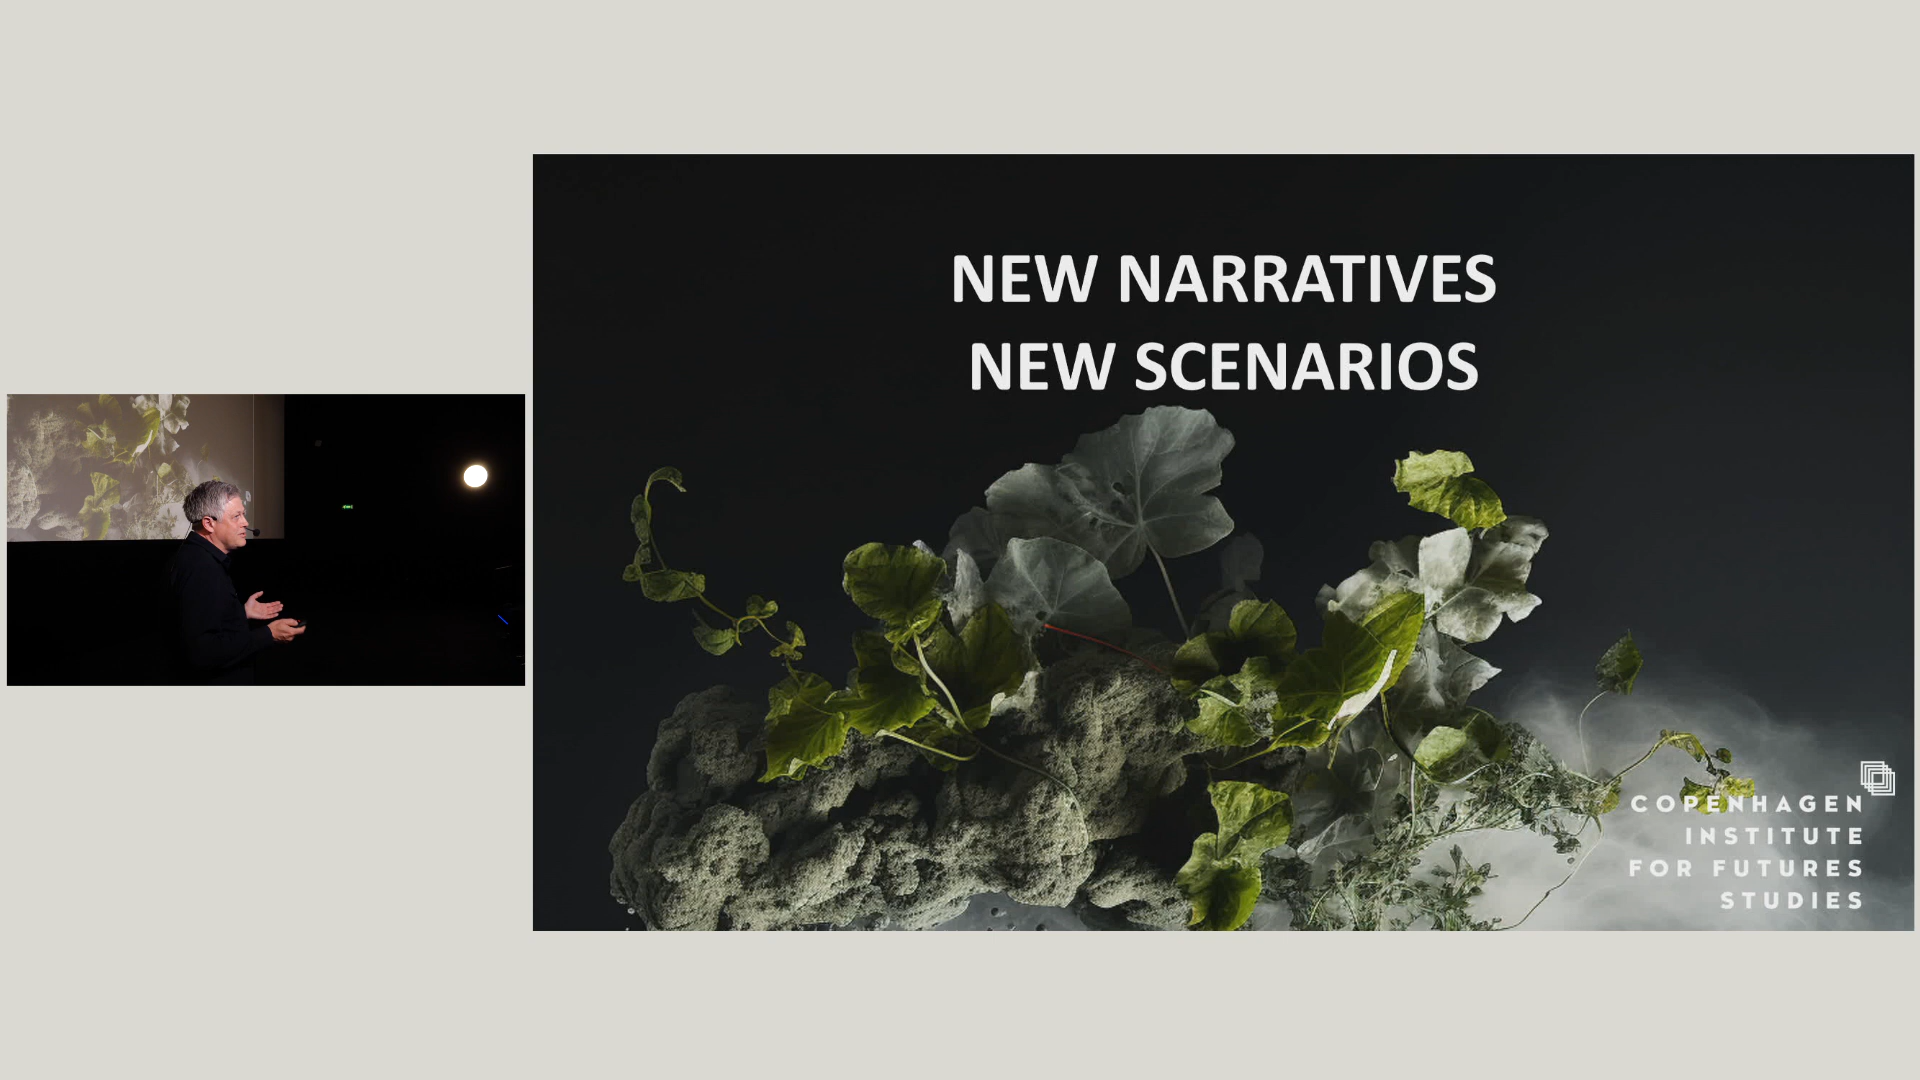 NEW NARRATIVES
NEW SCENARIOS
COPENHAGEN
INSTITUTE
FOR FUTURES
STUDIES